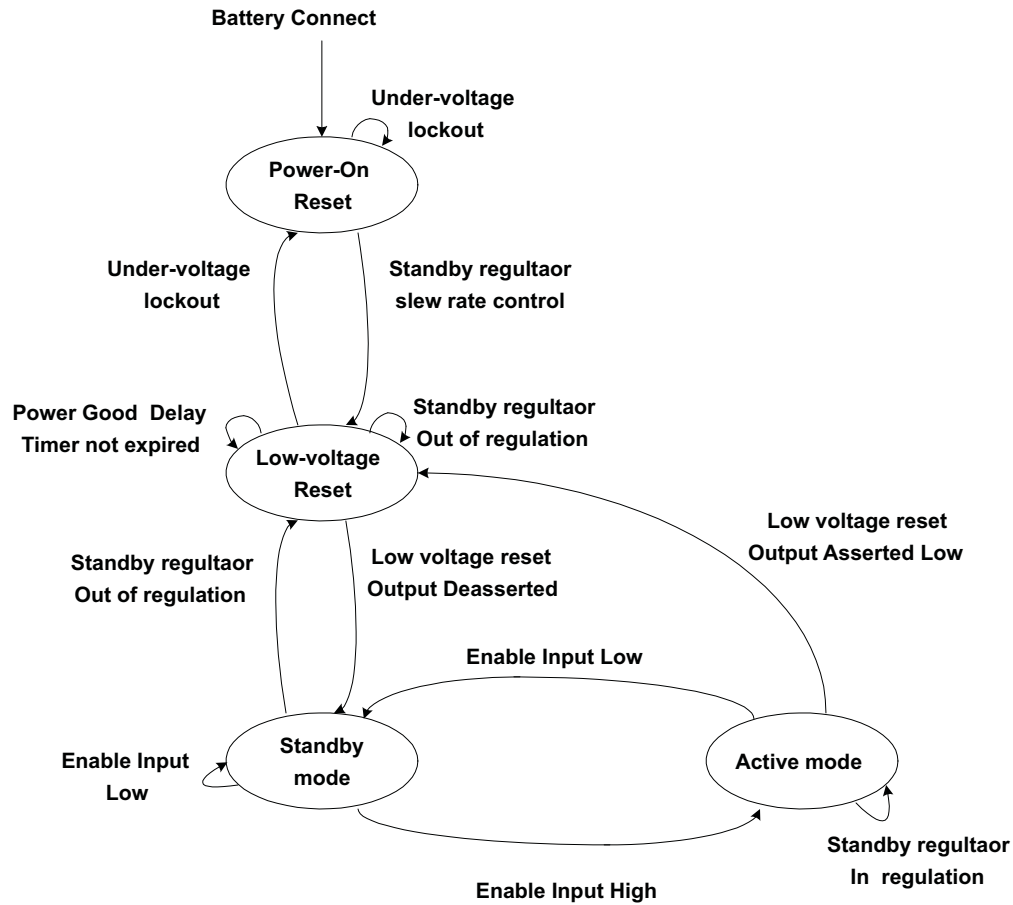 Battery Connect
Under-voltage
lockout
Power-On
Reset
Under-voltage
lockout
Standby regultaor
slew rate control
Power Good Delay
Timer not expired
Standby regultaor
Out of regulation
Low-voltage
Reset
Low voltage reset
Output Asserted Low
Standby regultaor
Out of regulation
Low voltage reset
Output Deasserted
Enable Input Low
Enable Input
Low
Standby
mode
Active mode
Standby regultaor
In regulation
Enable Input High